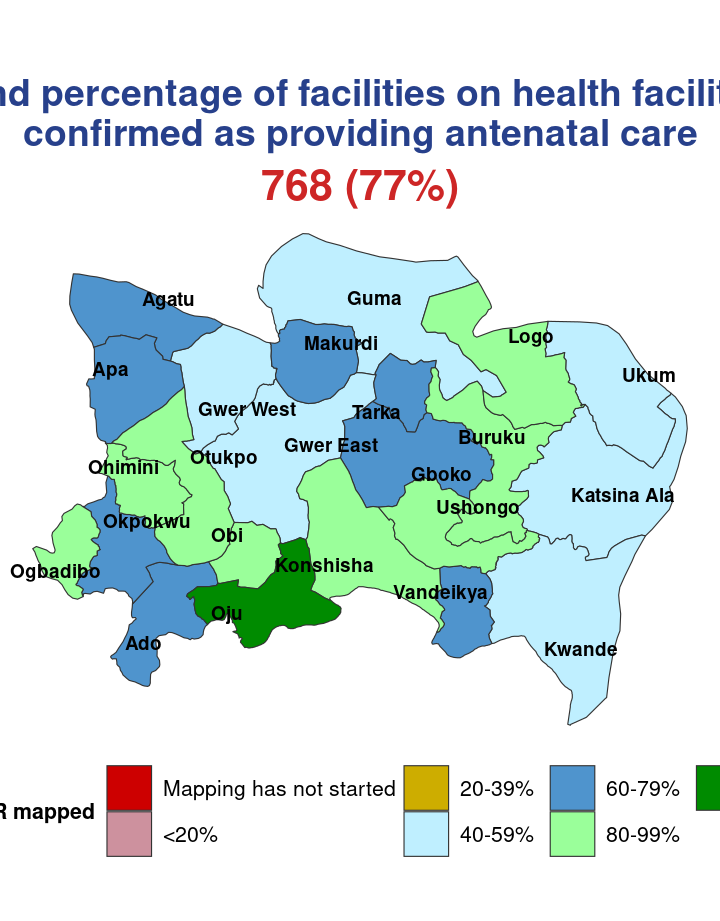 percentage of facilities on health
confirmed as providing antenatal care
768 (77%)
Agatu
Guma
Logo
Makurdi
Apa
Ukum
Gwer West
Tarka
Buruku
Gwer East
Otukpo
Ohimini
Gboko
Katsina Ala
Ushongo
Okpokwu
Obi
Konshisha
Ogbadibo
Vandeikya
Oju
Ado
Kwande
Mapping has not started
20-39%
60-79%
mapped
<20%
40-59%
80-99%